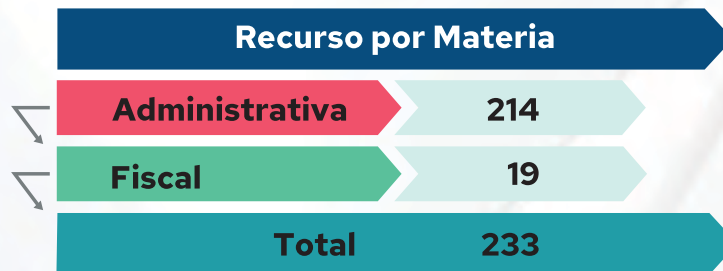 Recurso por Materia
Administrativa 214
Fiscal 19
Total 233